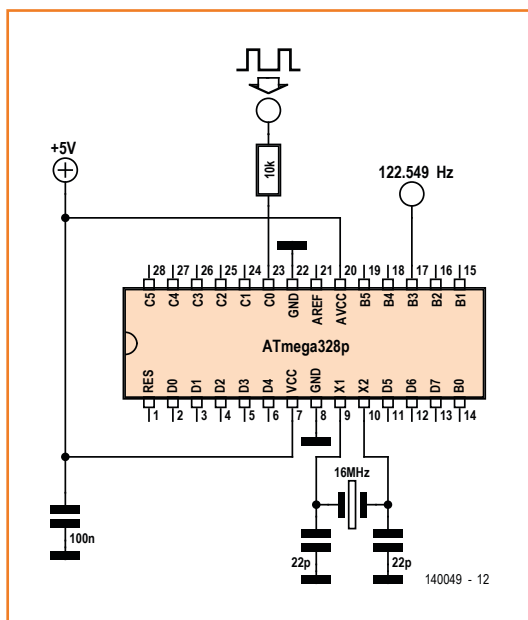 +5V
10k
122.549 Hz
28 27 26 25 24 23 22 21 20 19 18 17 16 15
C5 C4 C3 C2 C1 C0 GND AREF AVCC B5 B4 B3 B2 B1
ATmega328p
RES D0 D1 D2 D3 D4 VCC GND X1 X2 D5 D6 D7 B0
1 2 3 4 5 6 7 8 9 10 11 12 13 14
16MHz
100n
22p 22p
140049 - 12